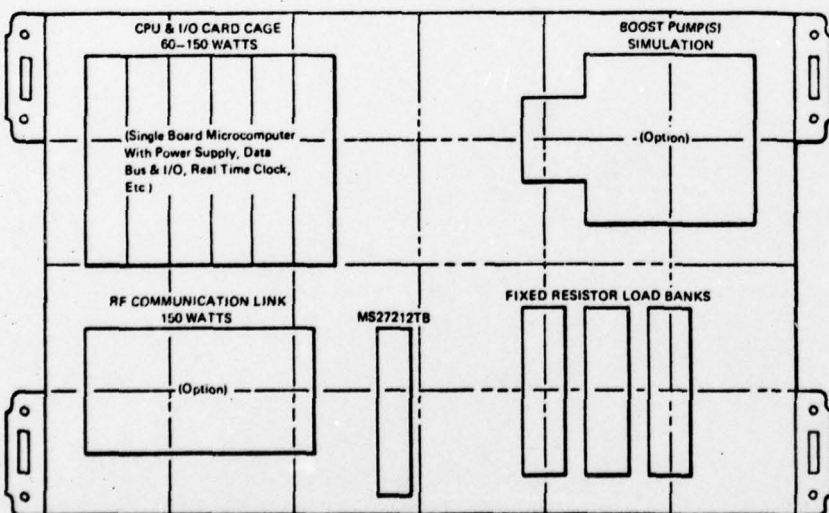 CPU & I/O CARD CAGE
60-150 WATTS
BOOST PUMP(S)
SIMULATION
(Single Board Microcomputer
With Power Supply, Data
Bus & I/O, Real Time Clock,
Etc.)
(Option)
RF COMMUNICATION LINK
150 WATTS
MS27212TB
FIXED RESISTOR LOAD BANKS
(Option)